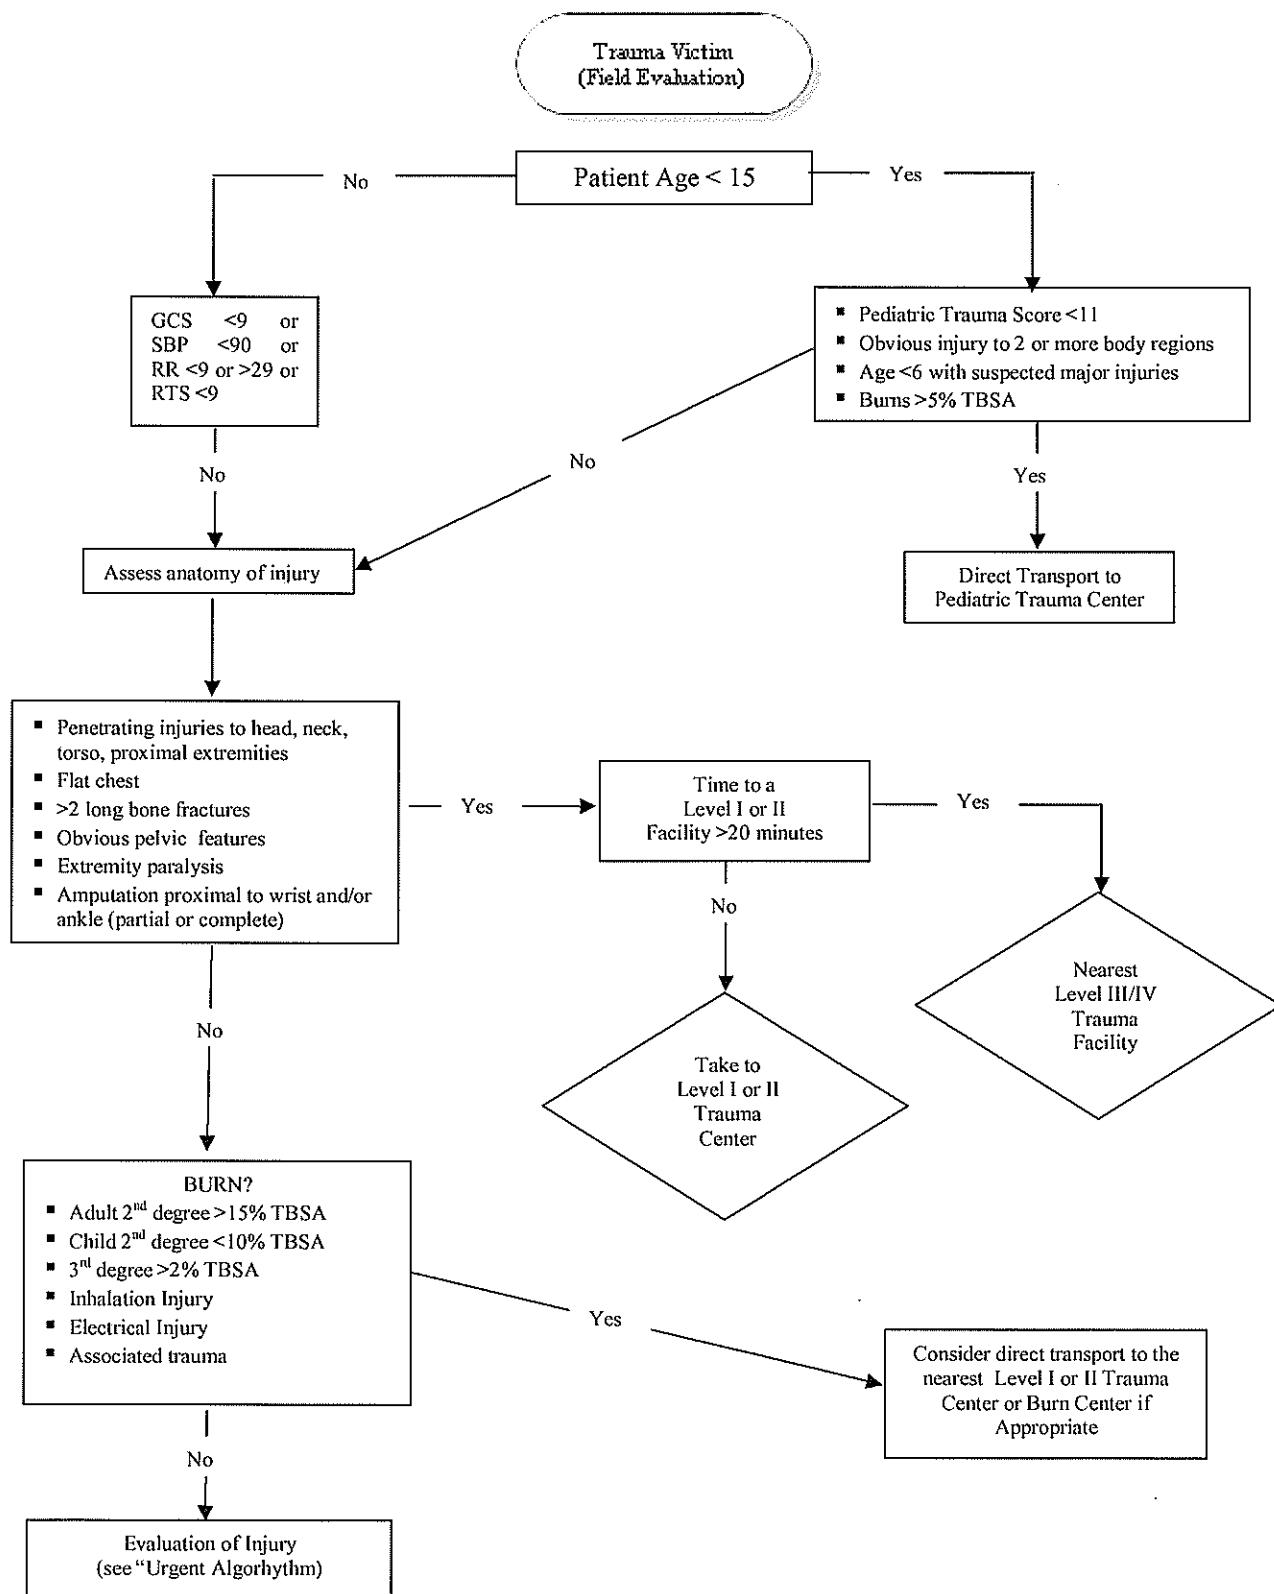 Trauma Victim
(Field Evaluation)
Patient Age < 15
No
Yes
GCS <9 or
SBP <90 or
RR <9 or >29 or
RTS <9
▪ Pediatric Trauma Score <11
▪ Obvious injury to 2 or more body regions
▪ Age <6 with suspected major injuries
▪ Burns >5% TBSA
No
No
Yes
Assess anatomy of injury
Direct Transport to
Pediatric Trauma Center
▪ Penetrating injuries to head, neck,
torso, proximal extremities
▪ Flat chest
▪ >2 long bone fractures
▪ Obvious pelvic features
▪ Extremity paralysis
▪ Amputation proximal to wrist and/or
ankle (partial or complete)
Yes
Time to a
Level I or II
Facility >20 minutes
Yes
No
No
Nearest
Level III/IV
Trauma
Facility
Take to
Level I or II
Trauma
Center
BURN?
▪ Adult 2nd degree >15% TBSA
▪ Child 2nd degree <10% TBSA
▪ 3rd degree >2% TBSA
▪ Inhalation Injury
▪ Electrical Injury
▪ Associated trauma
Yes
Consider direct transport to the
nearest Level I or II Trauma
Center or Burn Center if
Appropriate
No
Evaluation of Injury
(see "Urgent Algorhythm)